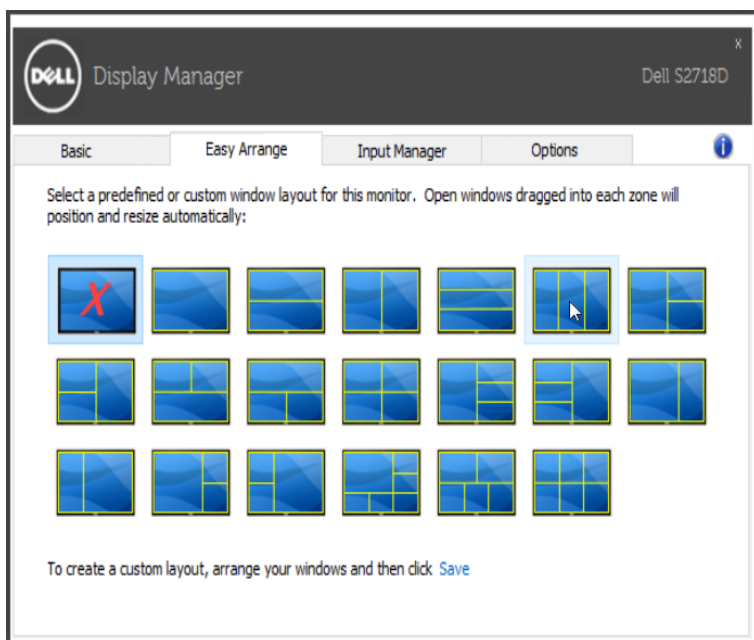 x
DELL Display Manager Dell S2718D
Basic Easy Arrange Input Manager Options i
Select a predefined or custom window layout for this monitor. Open windows dragged into each zone will
position and resize automatically:
X
To create a custom layout, arrange your windows and then click Save